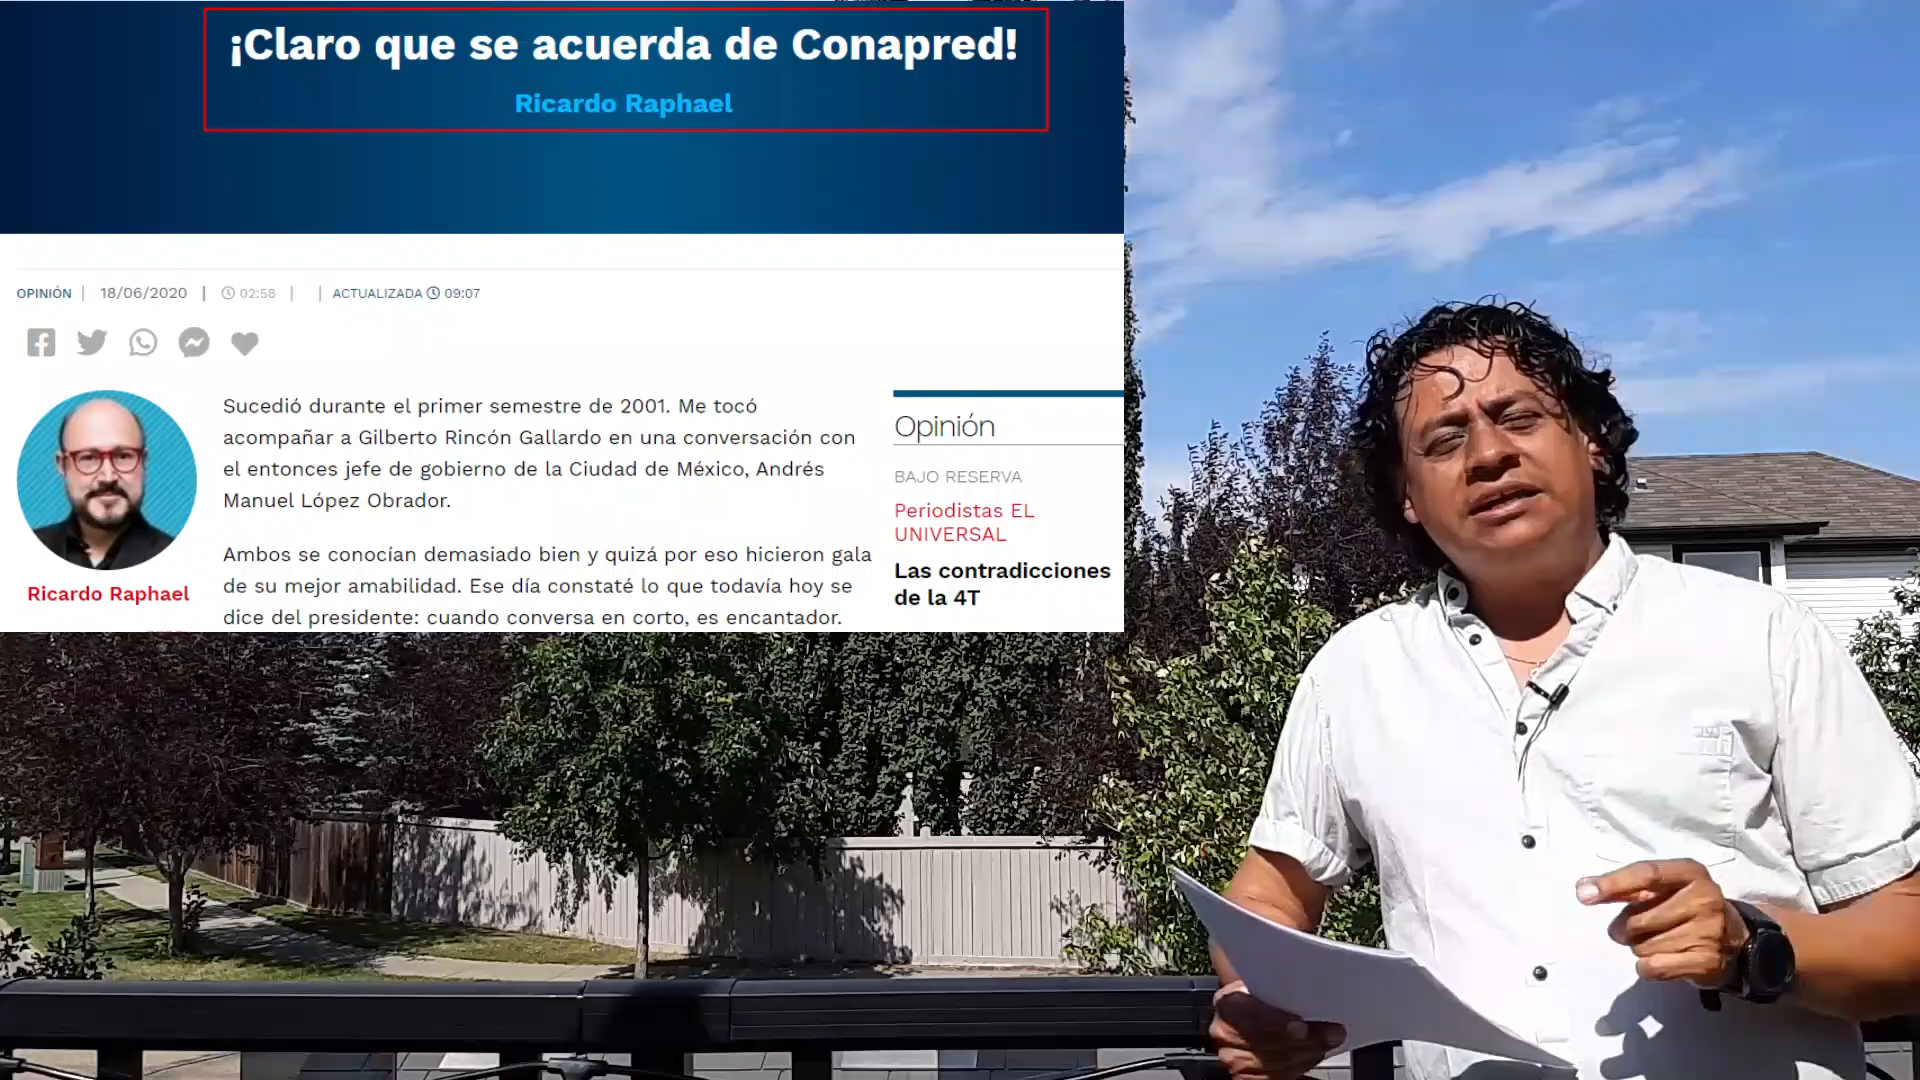 ¡Claro que se acuerda de Conapred!
Ricardo Raphael
OPINIÓN | 18/06/2020 | 02:58 | | ACTUALIZADA 09:07
Ricardo Raphael
Sucedió durante el primer semestre de 2001. Me tocó
acompañar a Gilberto Rincón Gallardo en una conversación con
el entonces jefe de gobierno de la Ciudad de México, Andrés
Manuel López Obrador.
Ambos se conocían demasiado bien y quizá por eso hicieron gala
de su mejor amabilidad. Ese día constaté lo que todavía hoy se
dice del presidente: cuando conversa en corto, es encantador.
Opinión
BAJO RESERVA
Periodistas EL
UNIVERSAL
Las contradicciones
de la 4T